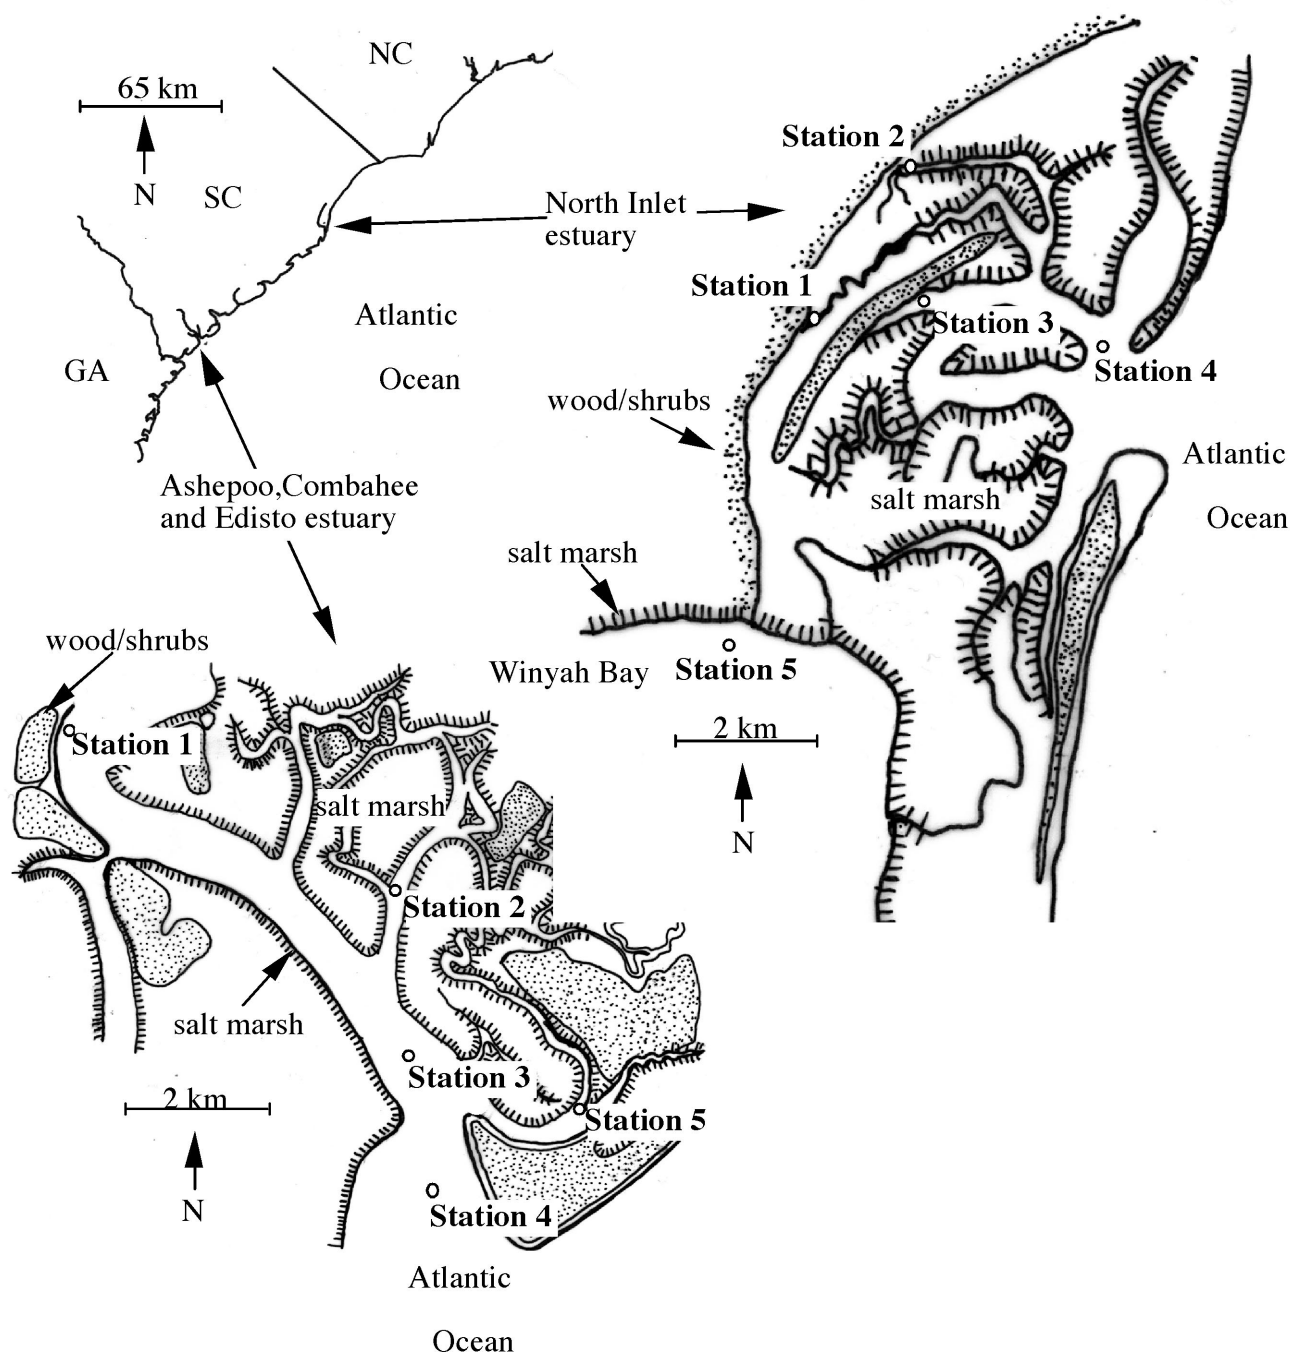 NC
65 km
N
SC
North Inlet
estuary
Atlantic
Ocean
GA
Ashepoo,Combahee
and Edisto estuary
Station 2
Station 1
Station 3
Station 4
wood/shrubs
Atlantic
Ocean
salt marsh
salt marsh
Winyah Bay
Station 5
2 km
N
wood/shrubs
Station 1
salt marsh
Station 2
salt marsh
Station 3
2 km
Station 5
N
Station 4
Atlantic
Ocean